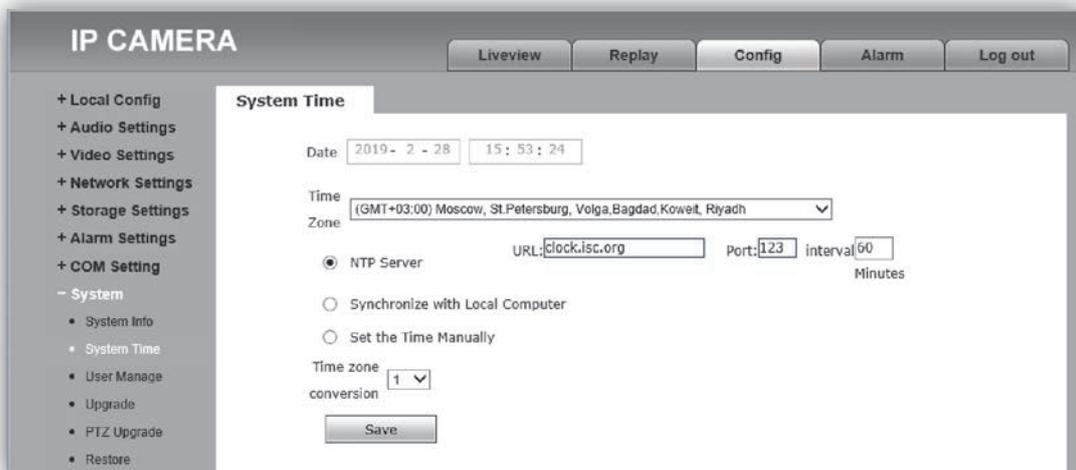 IP CAMERA
Liveview Replay Config Alarm Log out
+ Local Config
+ Audio Settings
+ Video Settings
+ Network Settings
+ Storage Settings
+ Alarm Settings
+ COM Setting
− System
• System Info
• System Time
• User Manage
• Upgrade
• PTZ Upgrade
• Restore
System Time
Date 2019- 2 - 28 15: 53: 24
Time
Zone
(GMT+03:00) Moscow, St.Petersburg, Volga,Bagdad,Koweit, Riyadh
NTP Server URL:clock.isc.org Port:123 interval60
Minutes
Synchronize with Local Computer
Set the Time Manually
Time zone
conversion
1
Save